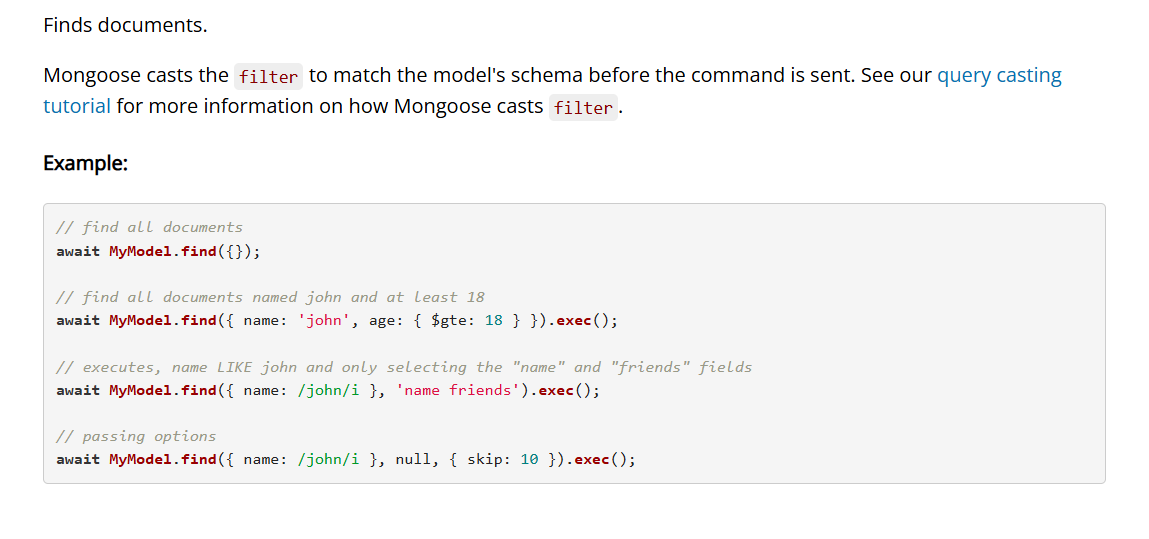 Finds documents.
Mongoose casts the filter to match the model's schema before the command is sent. See our query casting
tutorial for more information on how Mongoose casts filter.
Example:
// find all documents
await MyModel.find({});
// find all documents named john and at least 18
await MyModel.find({ name: 'john', age: { $gte: 18 } }).exec();
// executes, name LIKE john and only selecting the "name" and "friends" fields
await MyModel.find({ name: /john/i }, 'name friends').exec();
// passing options
await MyModel.find({ name: /john/i }, null, { skip: 10 }).exec();